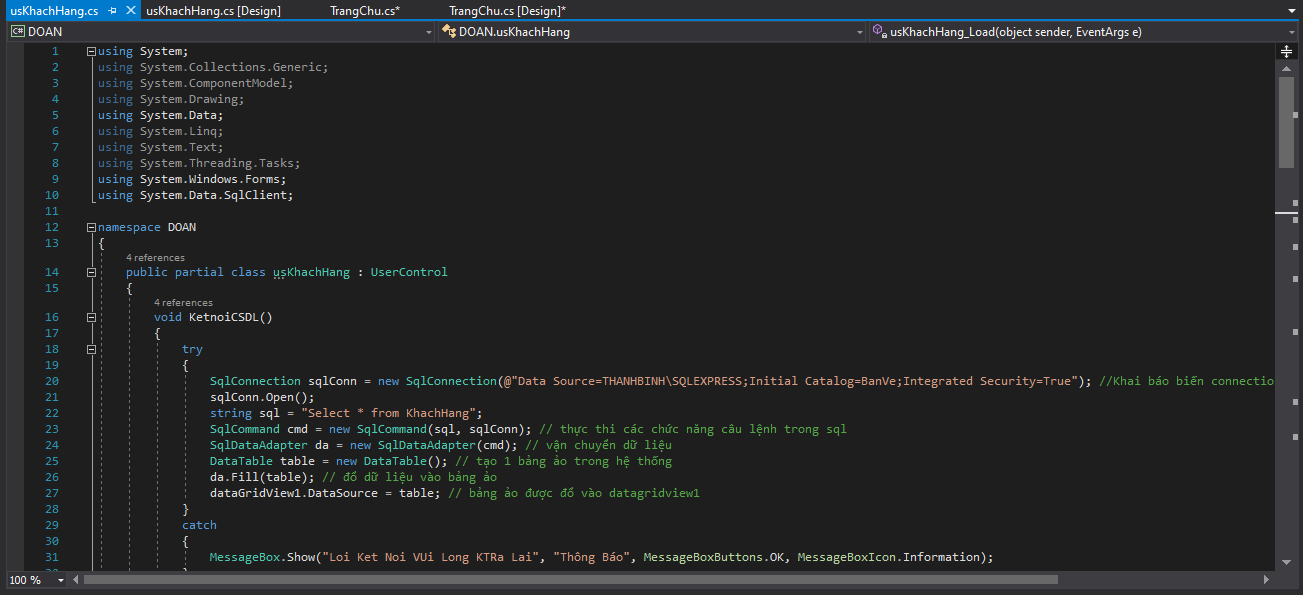 usKhachHang.cs
usKhachHang.cs [Design]
TrangChu.cs*
TrangChu.cs [Design]*
C# DOAN
DOAN.usKhachHang
usKhachHang_Load(object sender, EventArgs e)
1 using System;
2 using System.Collections.Generic;
3 using System.ComponentModel;
4 using System.Drawing;
5 using System.Data;
6 using System.Linq;
7 using System.Text;
8 using System.Threading.Tasks;
9 using System.Windows.Forms;
10 using System.Data.SqlClient;
11
12 namespace DOAN
13 {
4 references
14 public partial class usKhachHang : UserControl
15 {
4 references
16 void KetnoiCSDL()
17 {
18 try
19 {
20 SqlConnection sqlConn = new SqlConnection(@"Data Source=THANHBINH\SQLEXPRESS;Initial Catalog=BanVe;Integrated Security=True"); //Khai báo biến connectio
21 sqlConn.Open();
22 string sql = "Select * from KhachHang";
23 SqlCommand cmd = new SqlCommand(sql, sqlConn); // thực thi các chức năng câu lệnh trong sql
24 SqlDataAdapter da = new SqlDataAdapter(cmd); // vận chuyển dữ liệu
25 DataTable table = new DataTable(); // tạo 1 bảng ảo trong hệ thống
26 da.Fill(table); // đổ dữ liệu vào bảng ảo
27 dataGridView1.DataSource = table; // bảng ảo được đổ vào datagridview1
28 }
29 catch
30 {
31 MessageBox.Show("Loi Ket Noi VUi Long KTRa Lai", "Thông Báo", MessageBoxButtons.OK, MessageBoxIcon.Information);
100 %